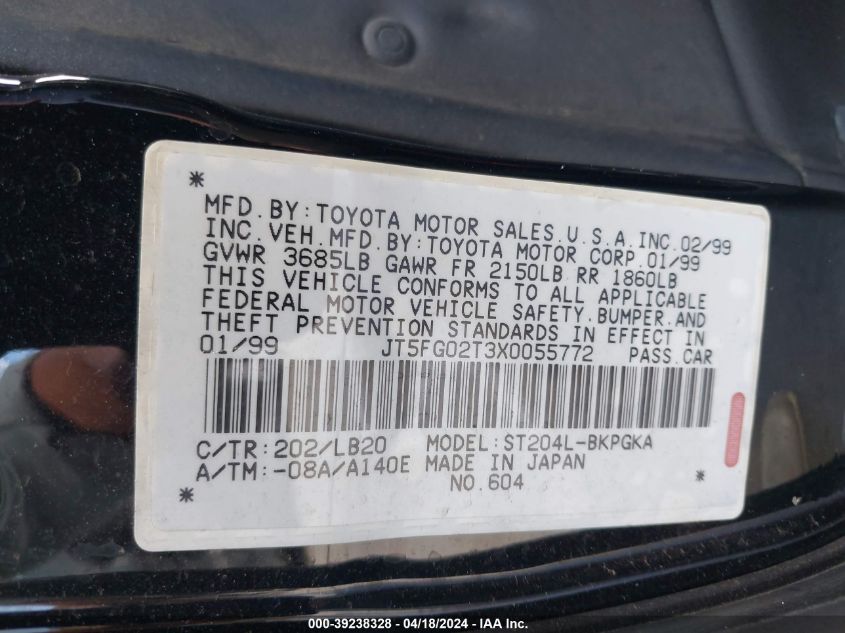 *
MFD.BY:TOYOTA MOTOR SALES.U.S.A.INC.02/99
INC.VEH.MFD.BY:TOYOTA MOTOR CORP.01/99
GVWR 3685LB GAWR FR 2150LB RR 1860LB
THIS VEHICLE CONFORMS TO ALL APPLICABLE
FEDERAL MOTOR VEHICLE SAFETY.BUMPER.AND
THEFT PREVENTION STANDARDS IN EFFECT IN
01/99 JT5FG02T3X0055772 PASS.CAR
C/TR:202/LB20 MODEL:ST204L-BKPGKA
A/TM:-08A/A140E MADE IN JAPAN
* NO.604 *
000-39238328 - 04/18/2024 - IAAI.com